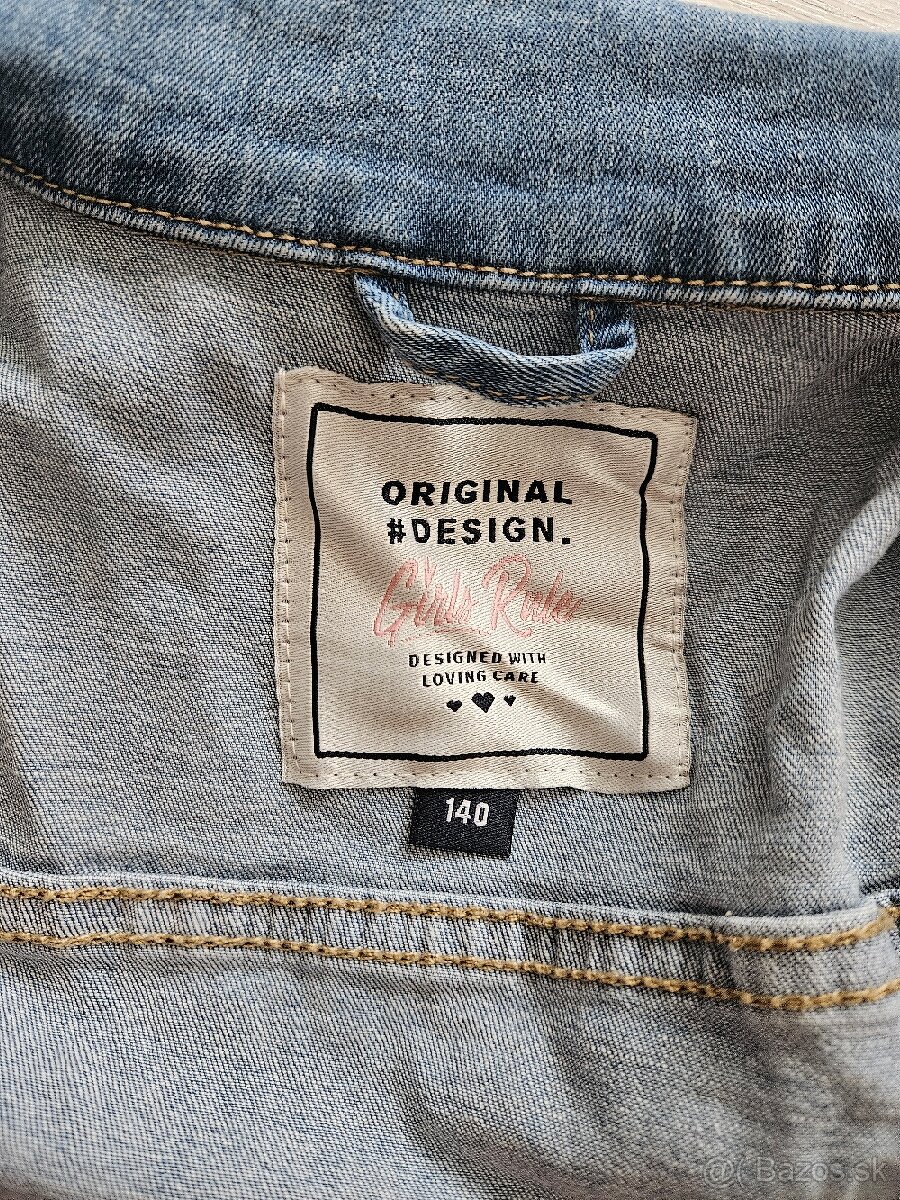 ORIGINAL
#DESIGN.
Girls Rule
DESIGNED WITH
LOVING CARE
140
@ Bazos.sk